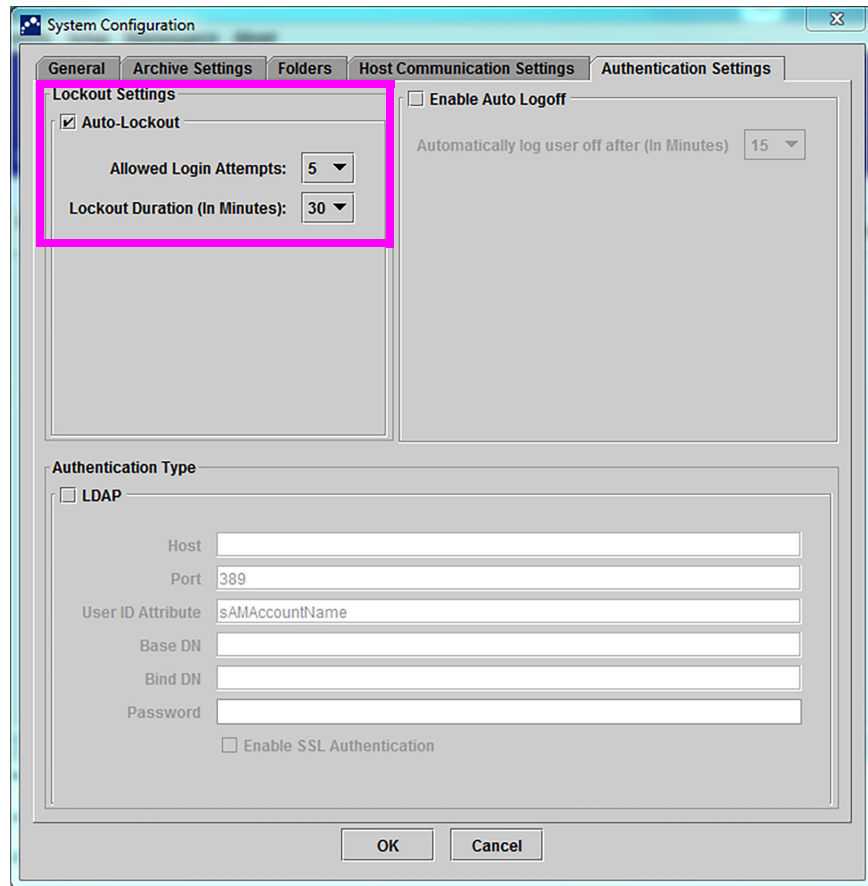 System Configuration
General Archive Settings Folders Host Communication Settings Authentication Settings
Lockout Settings
Auto-Lockout
Allowed Login Attempts: 5
Lockout Duration (In Minutes): 30
Enable Auto Logoff
Automatically log user off after (In Minutes) 15
Authentication Type
LDAP
Host
Port 389
User ID Attribute sAMAccountName
Base DN
Bind DN
Password
Enable SSL Authentication
OK Cancel